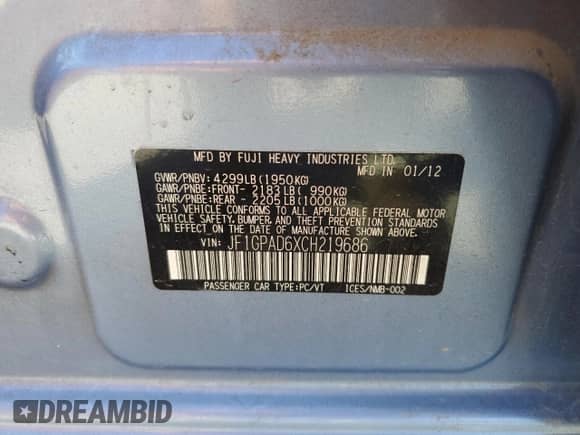 MFD BY FUJI HEAVY INDUSTRIES LTD.
MFD IN 01/12
GVWR/PNBV: 4299LB(1950KG)
GAWR/PNBE:FRONT- 2183LB( 990KG)
GAWR/PNBE:REAR - 2205LB(1000KG)
THIS VEHICLE CONFORMS TO ALL APPLICABLE FEDERAL MOTOR
VEHICLE SAFETY, BUMPER, AND THEFT PREVENTION STANDARDS
IN EFFECT ON THE DATE OF MANUFACTURE SHOWN ABOVE.
VIN: JF1GPAD6XCH219686
PASSENGER CAR TYPE:PC/VT ICES/NMB-002
DREAMBID